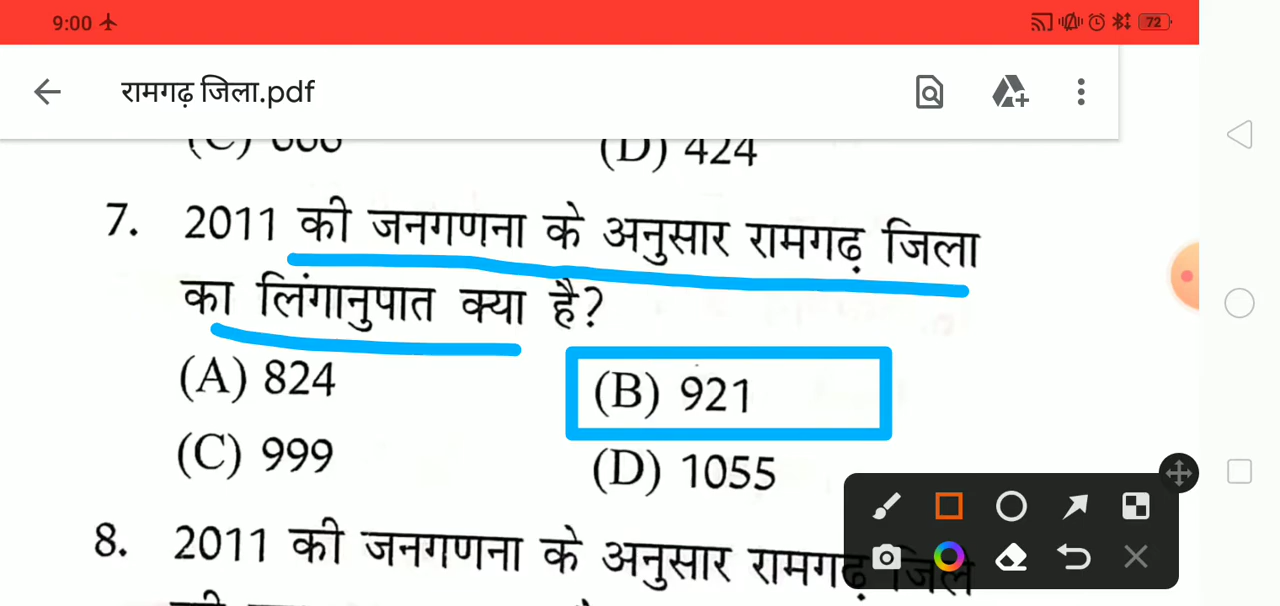 9:00
72
रामगढ़ जिला.pdf
(D) 424
7. 2011 की जनगणना के अनुसार रामगढ़ जिला
का लिंगानुपात क्या है?
(A) 824 (B) 921
(C) 999 (D) 1055
8. 2011 की जनगणना के अनुसार रामगढ़ जिले